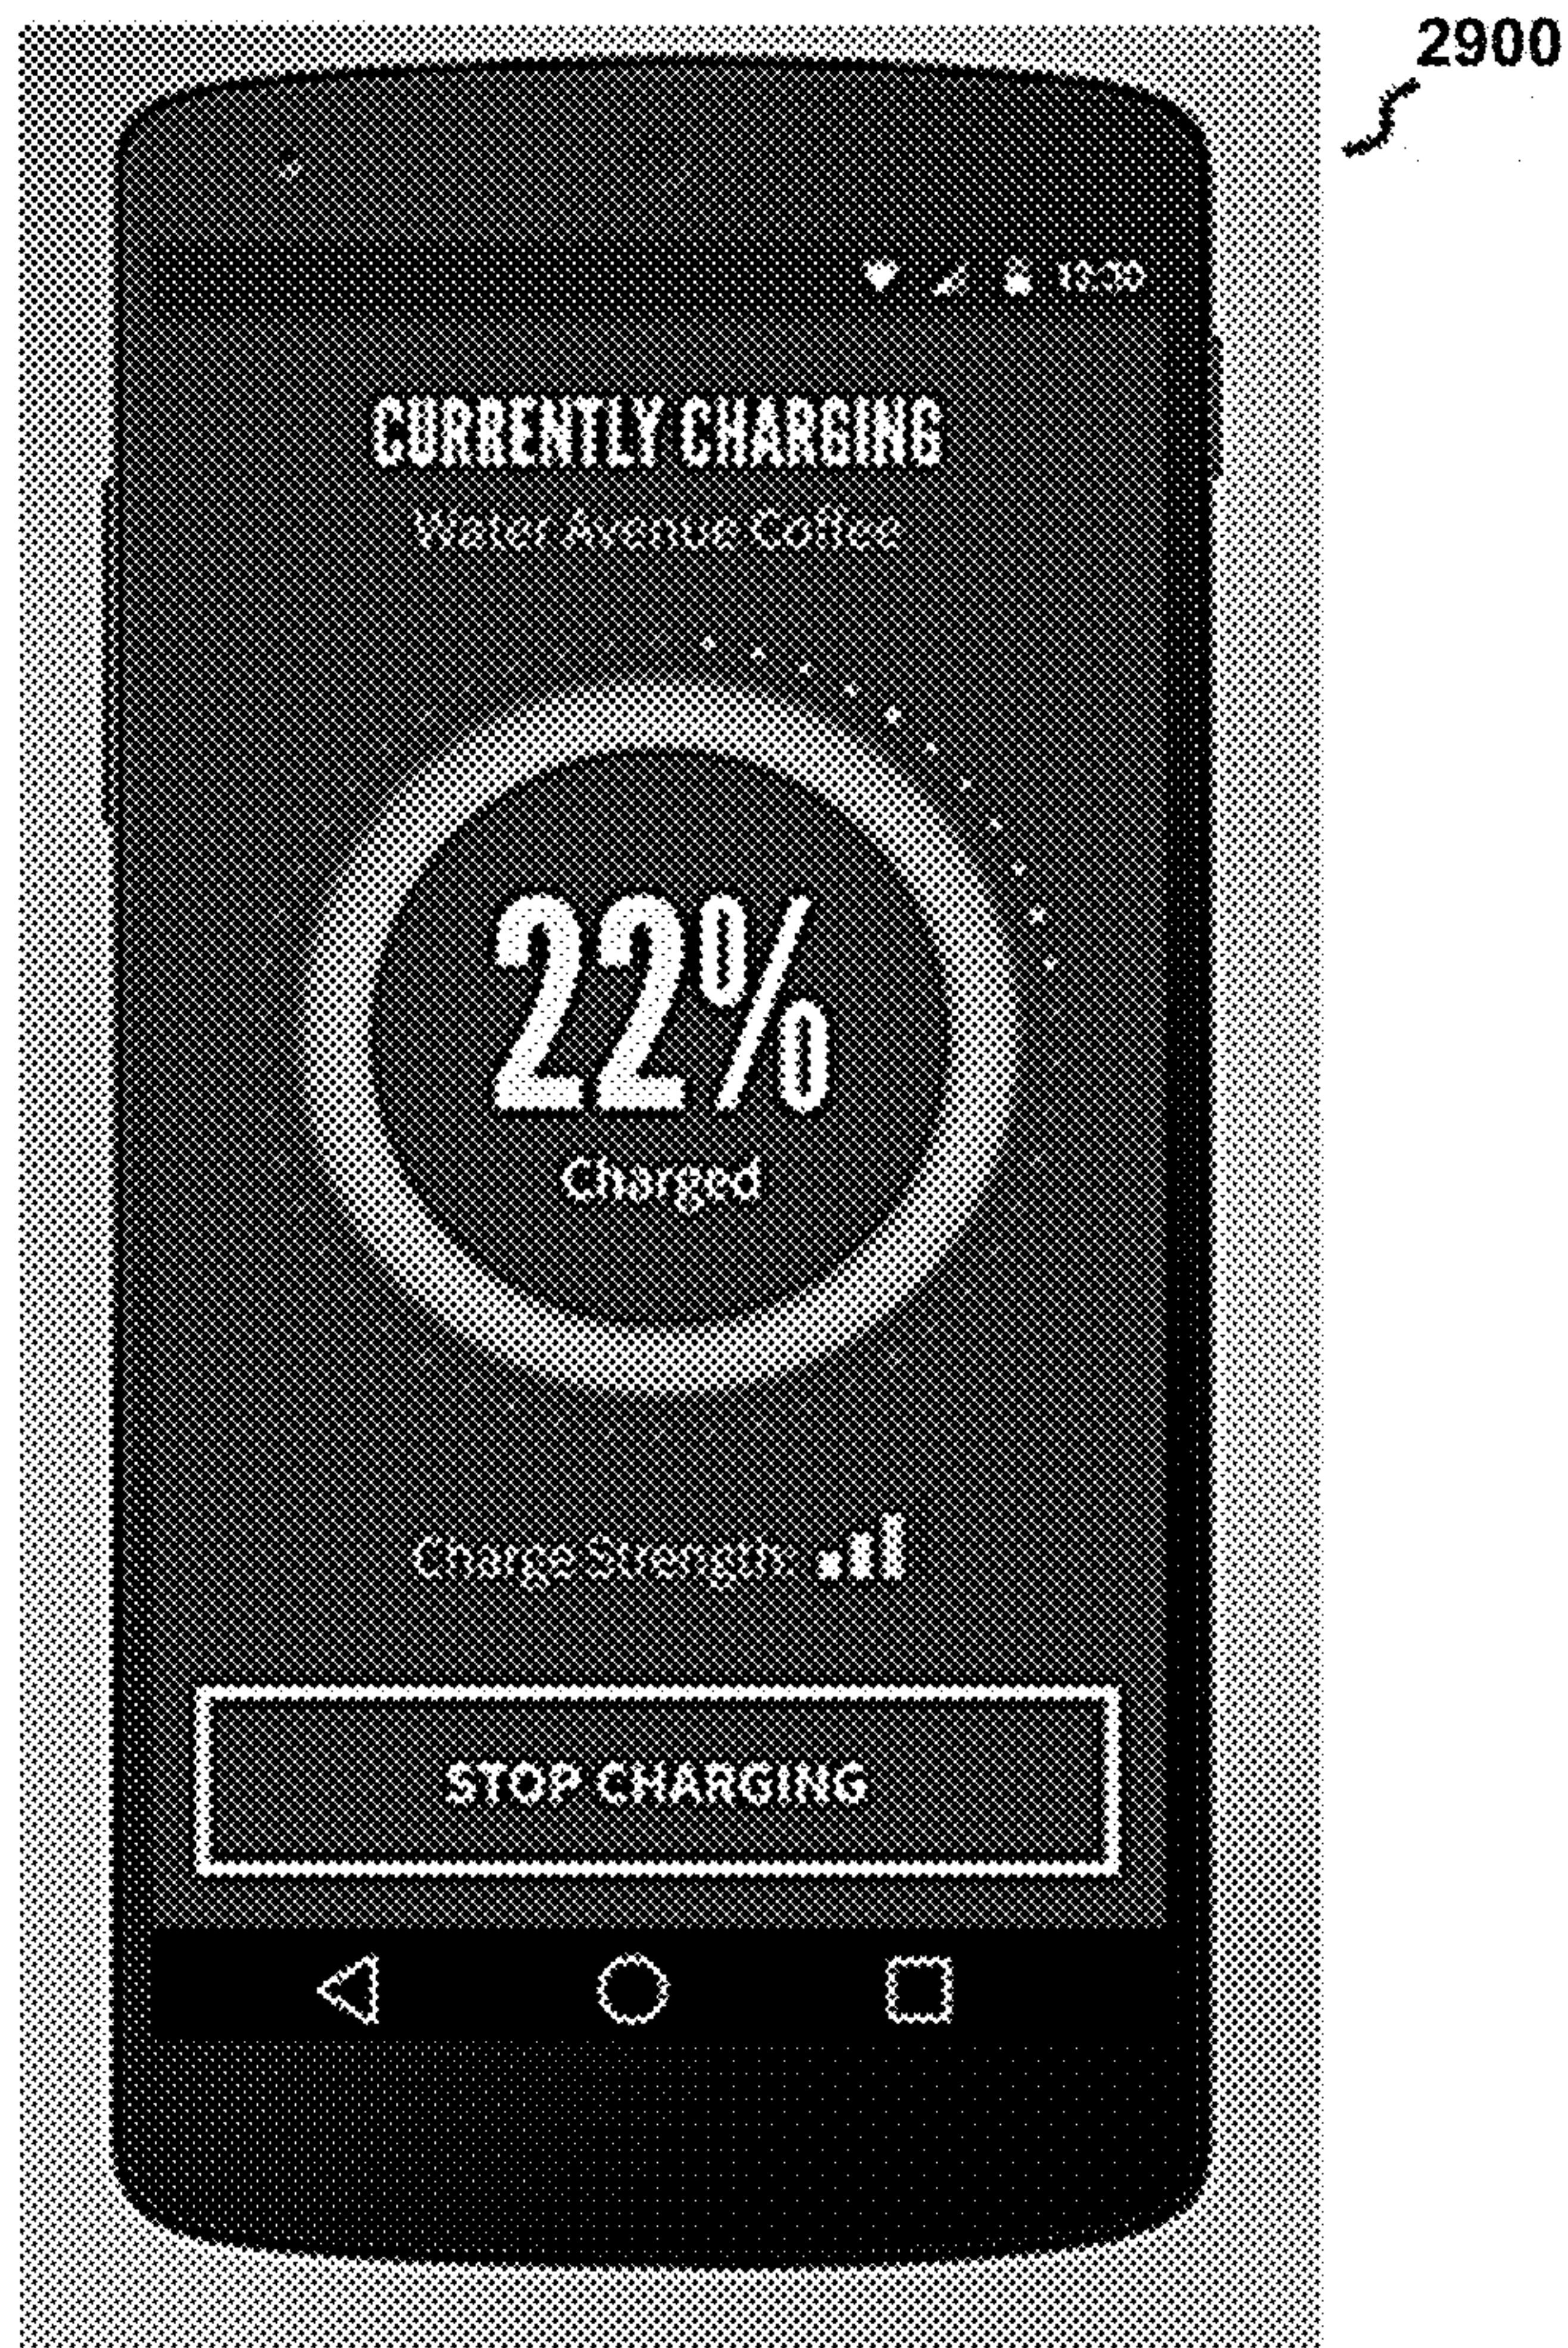 2900
CURRENTLY CHARGING
Water Avenue Coffee
22%
Charged
Charge Strength:
STOP CHARGING